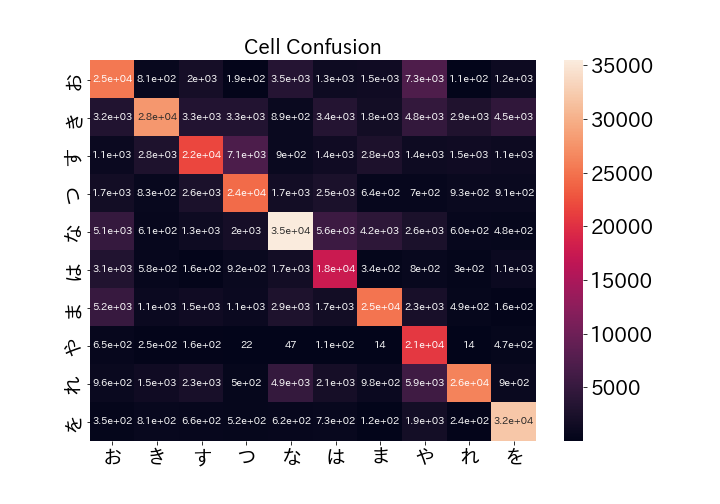 Cell Confusion
お 2.5e+04 8.1e+02 2e+03 1.9e+02 3.5e+03 1.3e+03 1.5e+03 7.3e+03 1.1e+02 1.2e+03
き 3.2e+03 2.8e+04 3.3e+03 3.3e+03 8.9e+02 3.4e+03 1.8e+03 4.8e+03 2.9e+03 4.5e+03
す 1.1e+03 2.8e+03 2.2e+04 7.1e+03 9e+02 1.4e+03 2.8e+03 1.4e+03 1.5e+03 1.1e+03
つ 1.7e+03 8.3e+02 2.6e+03 2.4e+04 1.7e+03 2.5e+03 6.4e+02 7e+02 9.3e+02 9.1e+02
な 5.1e+03 6.1e+02 1.3e+03 2e+03 3.5e+04 5.6e+03 4.2e+03 2.6e+03 6.0e+02 4.8e+02
は 3.1e+03 5.8e+02 1.6e+02 9.2e+02 1.7e+03 1.8e+04 3.4e+02 8e+02 3e+02 1.1e+03
ま 5.2e+03 1.1e+03 1.5e+03 1.1e+03 2.9e+03 1.7e+03 2.5e+04 2.3e+03 4.9e+02 1.6e+02
や 6.5e+02 2.5e+02 1.6e+02 22 47 1.1e+02 14 2.1e+04 14 4.7e+02
れ 9.6e+02 1.5e+03 2.3e+03 5e+02 4.9e+03 2.1e+03 9.8e+02 5.9e+03 2.6e+04 9e+02
を 3.5e+02 8.1e+02 6.6e+02 5.2e+02 6.2e+02 7.3e+02 1.2e+02 1.9e+03 2.4e+02 3.2e+04
お き す つ な は ま や れ を
35000
30000
25000
20000
15000
10000
5000